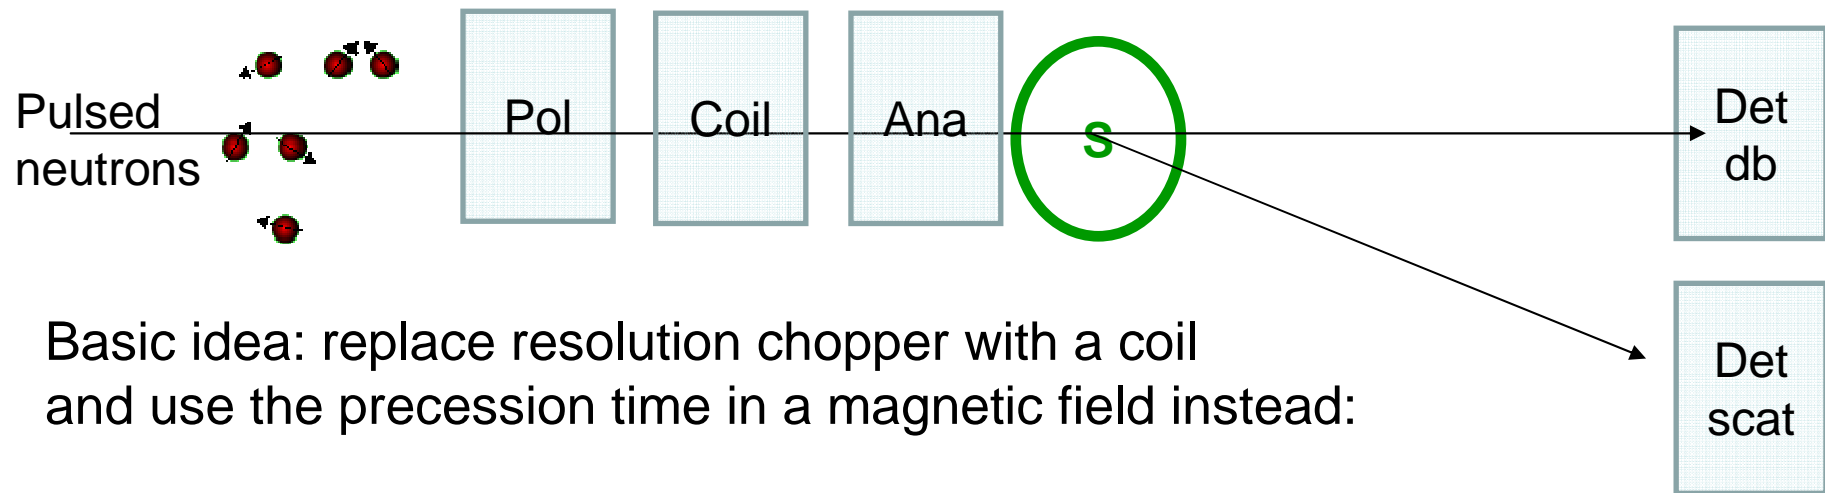 Pulsed
neutrons
Pol
Coil
Ana
S
Det
db
Det
scat
Basic idea: replace resolution chopper with a coil
and use the precession time in a magnetic field instead: